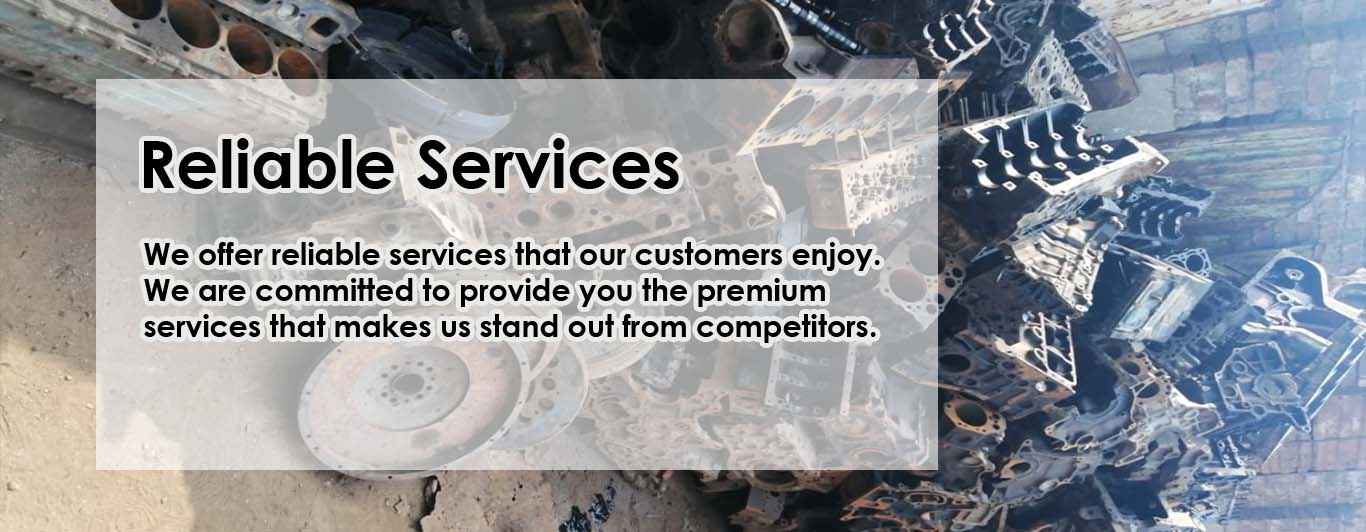 Reliable Services
We offer reliable services that our customers enjoy.
We are committed to provide you the premium
services that makes us stand out from competitors.